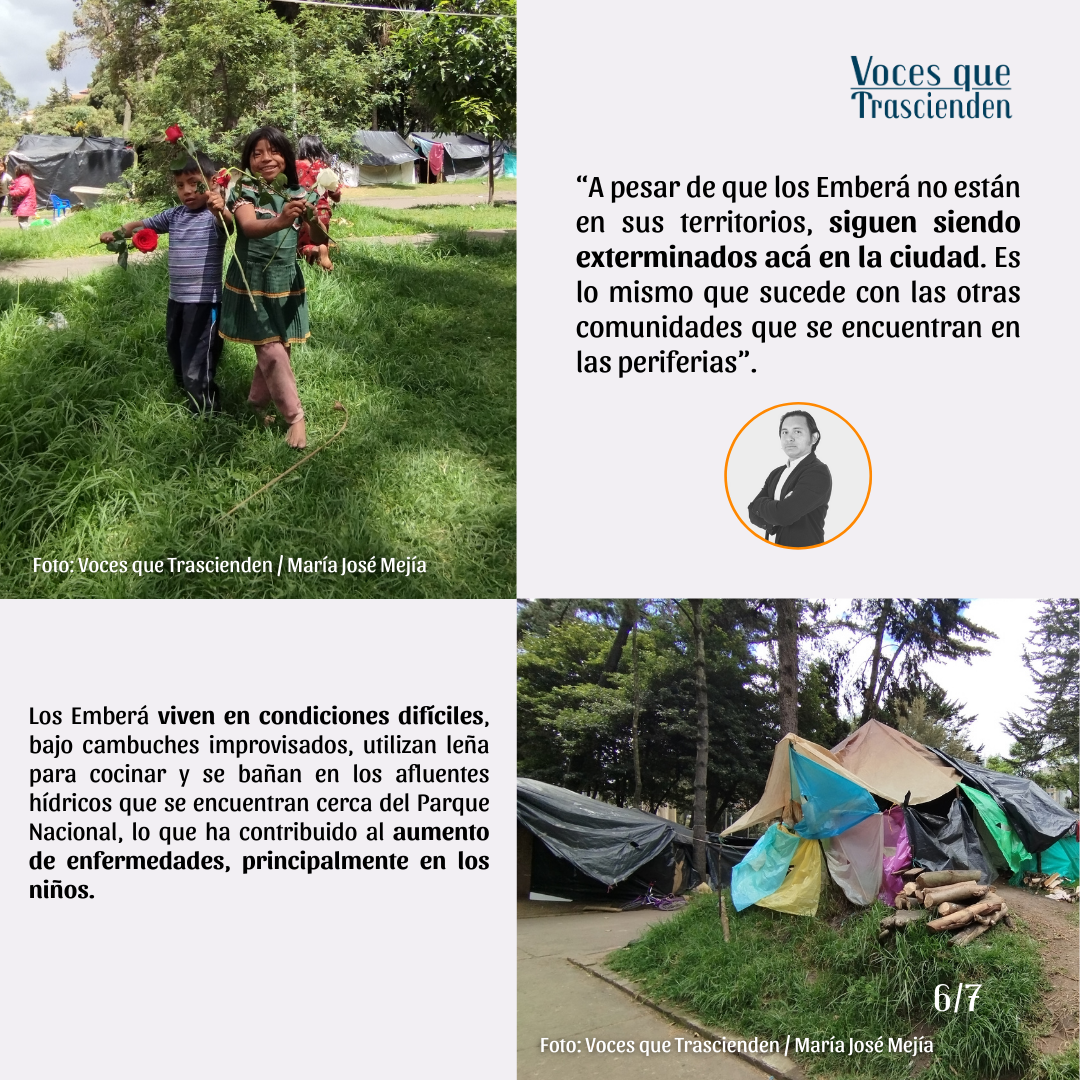 Voces que
Trascienden
“A pesar de que los Emberá no están
en sus territorios, siguen siendo
exterminados acá en la ciudad. Es
lo mismo que sucede con las otras
comunidades que se encuentran en
las periferias”.
Foto: Voces que Trascienden / María José Mejía
Los Emberá viven en condiciones difíciles,
bajo cambuches improvisados, utilizan leña
para cocinar y se bañan en los afluentes
hídricos que se encuentran cerca del Parque
Nacional, lo que ha contribuido al aumento
de enfermedades, principalmente en los
niños.
6/7
Foto: Voces que Trascienden / María José Mejía